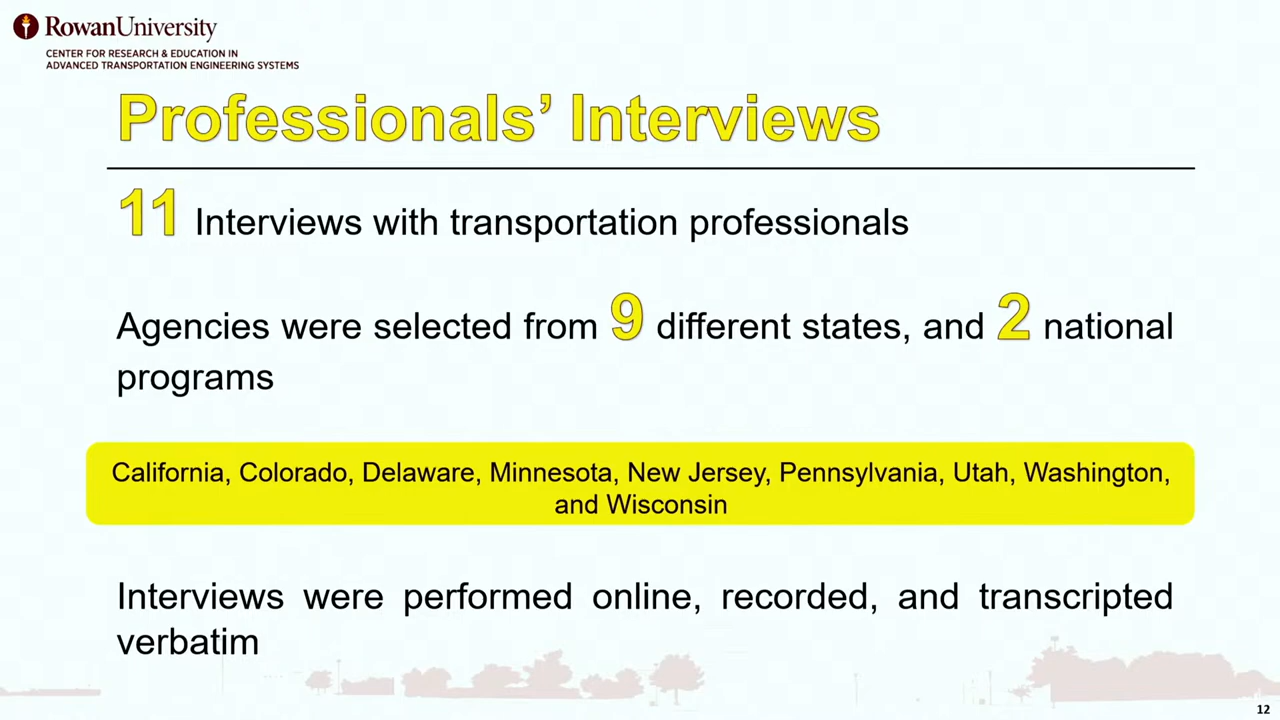 RowanUniversity
CENTER FOR RESEARCH & EDUCATION IN
ADVANCED TRANSPORTATION ENGINEERING SYSTEMS
Professionals’ Interviews
11 Interviews with transportation professionals
Agencies were selected from 9 different states, and 2 national
programs
California, Colorado, Delaware, Minnesota, New Jersey, Pennsylvania, Utah, Washington,
and Wisconsin
Interviews were performed online, recorded, and transcripted
verbatim
12